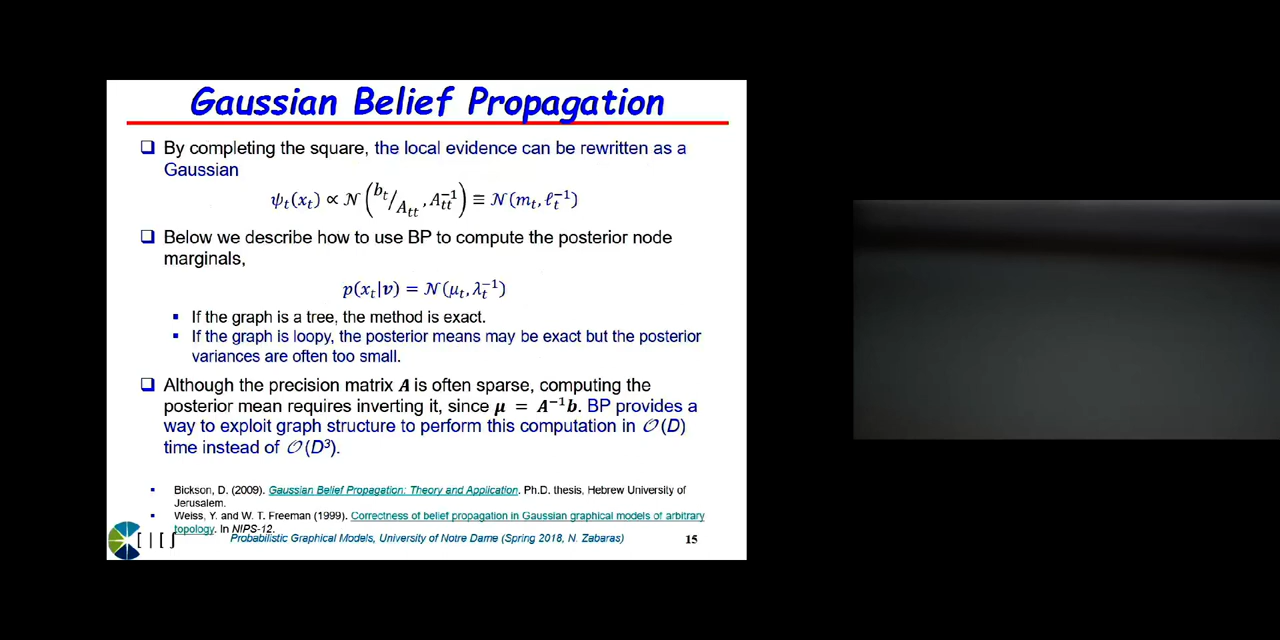 Gaussian Belief Propagation
❑ By completing the square, the local evidence can be rewritten as a
Gaussian
ψₜ(xₜ) ∝ 𝒩(bₜ/Aₜₜ, Aₜₜ⁻¹) ≡ 𝒩(mₜ, ℓₜ⁻¹)
❑ Below we describe how to use BP to compute the posterior node
marginals,
p(xₜ|v) = 𝒩(μₜ, λₜ⁻¹)
▪ If the graph is a tree, the method is exact.
▪ If the graph is loopy, the posterior means may be exact but the posterior
variances are often too small.
❑ Although the precision matrix A is often sparse, computing the
posterior mean requires inverting it, since μ = A⁻¹b. BP provides a
way to exploit graph structure to perform this computation in 𝒪(D)
time instead of 𝒪(D³).
▪ Bickson, D. (2009). Gaussian Belief Propagation: Theory and Application. Ph.D. thesis, Hebrew University of
Jerusalem.
▪ Weiss, Y. and W. T. Freeman (1999). Correctness of belief propagation in Gaussian graphical models of arbitrary
topology. In NIPS-12.
Probabilistic Graphical Models, University of Notre Dame (Spring 2018, N. Zabaras)
15